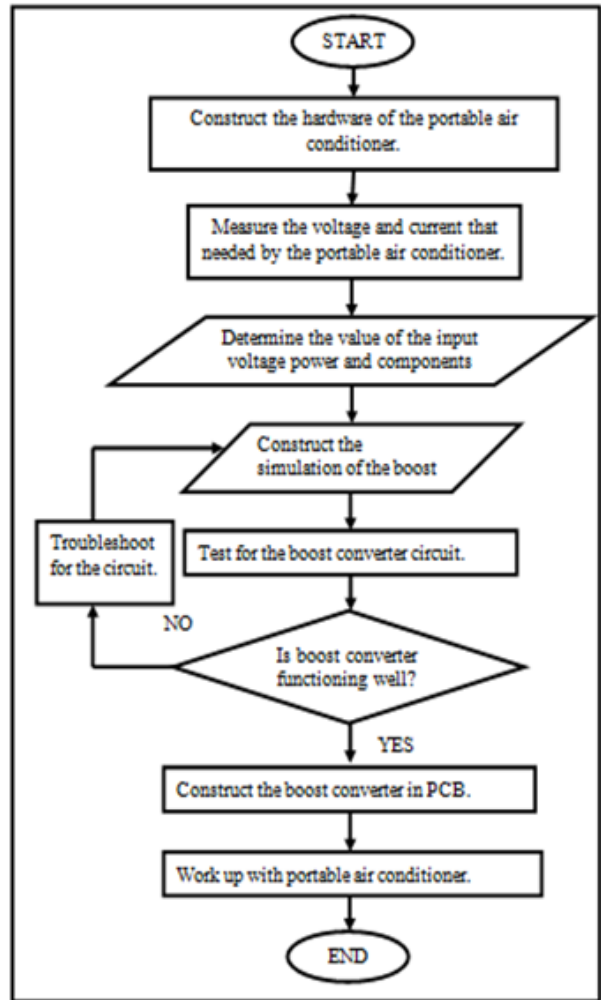 START
Construct the hardware of the portable air
conditioner.
Measure the voltage and current that
needed by the portable air conditioner.
Determine the value of the input
voltage power and components
Construct the
simulation of the boost
Troubleshoot
for the circuit.
Test for the boost converter circuit.
NO
Is boost converter
functioning well?
YES
Construct the boost converter in PCB.
Work up with portable air conditioner.
END